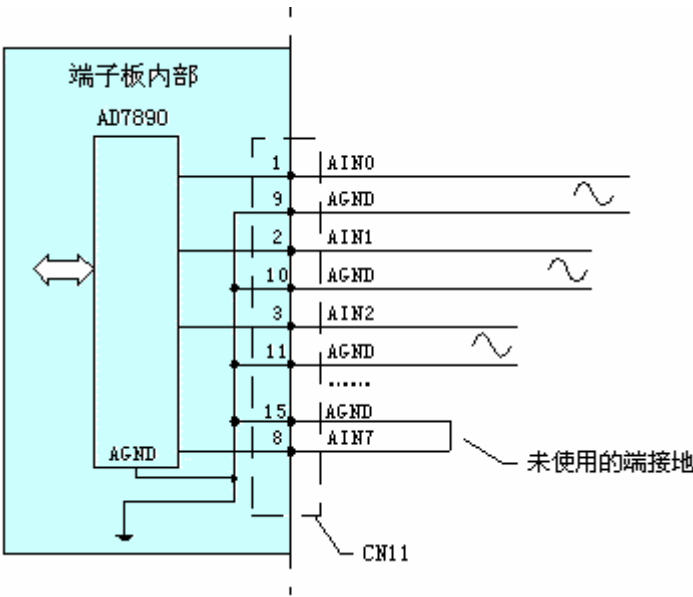 端子板内部
AD7890
1 AIN0
9 AGND
2 AIN1
10 AGND
3 AIN2
11 AGND
......
15 AGND
8 AIN7
AGND
未使用的端接地
CN11